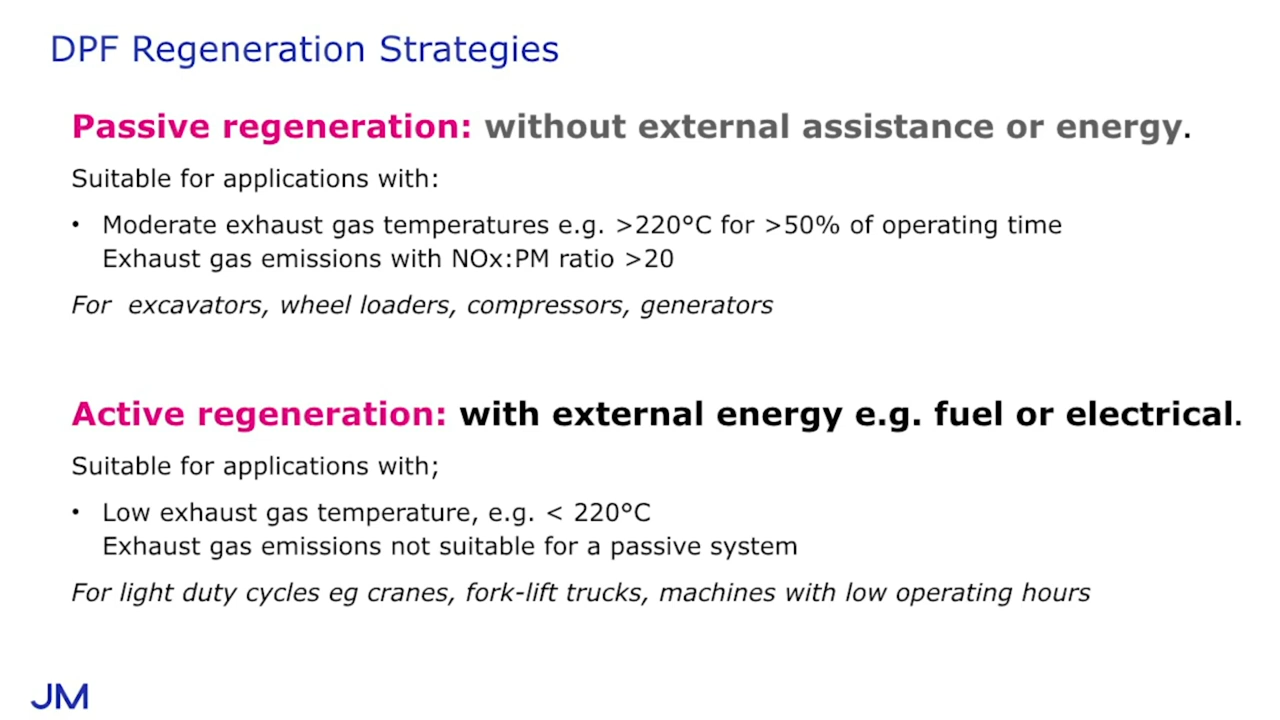 DPF Regeneration Strategies
Passive regeneration: without external assistance or energy.
Suitable for applications with:
• Moderate exhaust gas temperatures e.g. >220°C for >50% of operating time
Exhaust gas emissions with NOx:PM ratio >20
For  excavators, wheel loaders, compressors, generators
Active regeneration: with external energy e.g. fuel or electrical.
Suitable for applications with;
• Low exhaust gas temperature, e.g. < 220°C
Exhaust gas emissions not suitable for a passive system
For light duty cycles eg cranes, fork-lift trucks, machines with low operating hours
JM